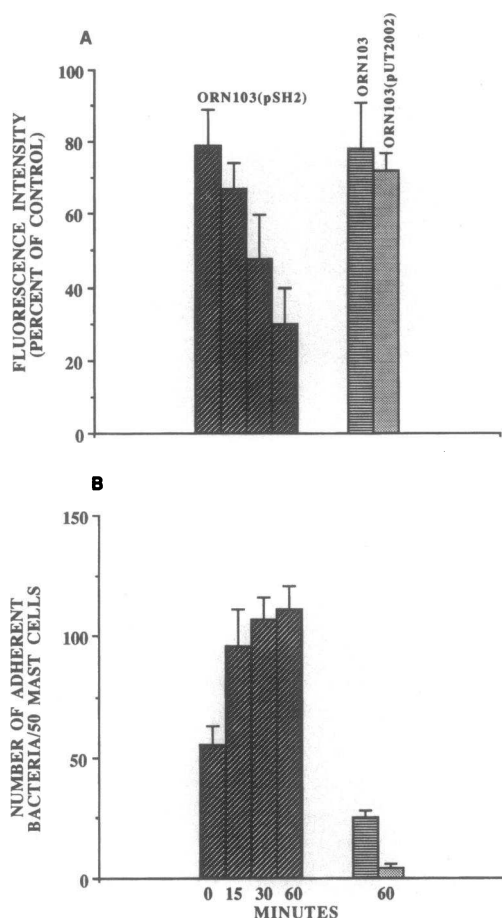 A
100
80
60
40
20
0
FLUORESCENCE INTENSITY
(PERCENT OF CONTROL)
ORN103(pSH2)
ORN103
ORN103(pUT2002)
B
150
100
50
0
NUMBER OF ADHERENT
BACTERIA/50 MAST CELLS
0 15 30 60 60
MINUTES